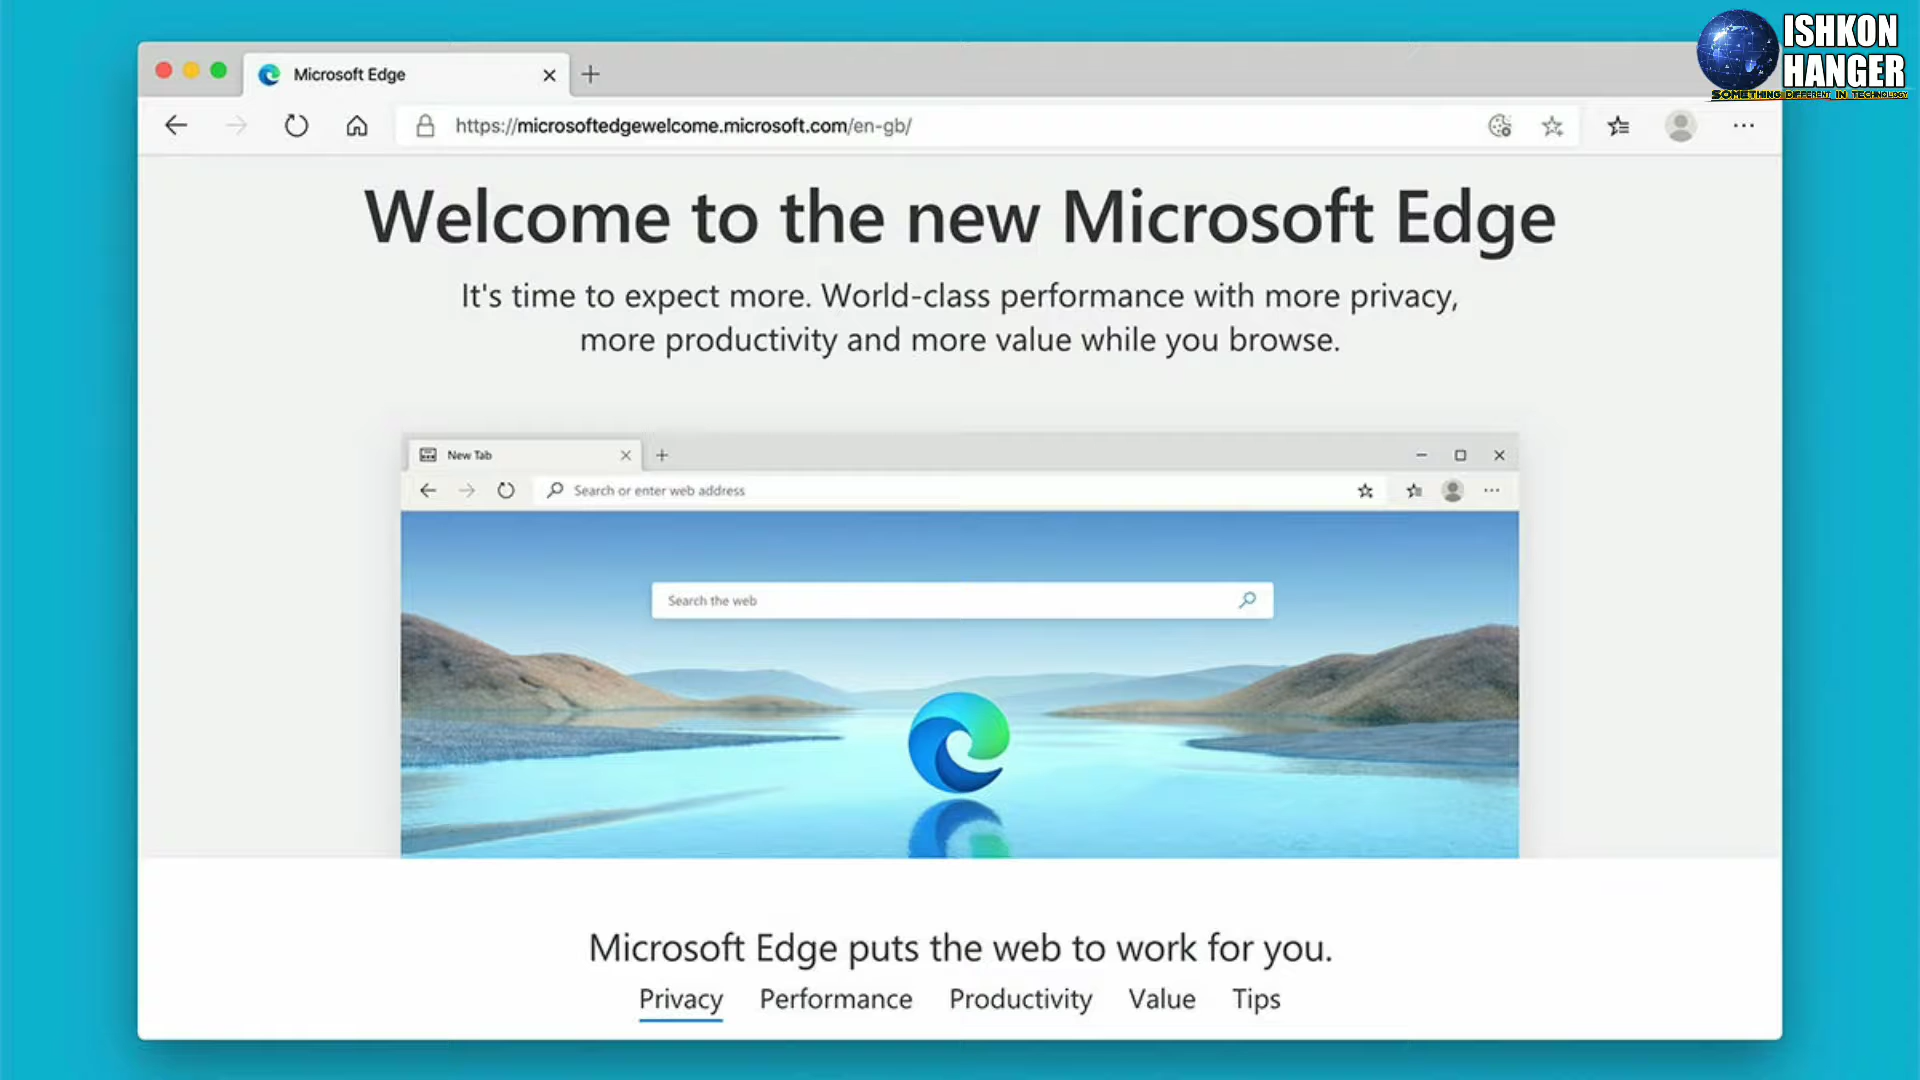 ISHKON
HANGER
SOMETHING DIFFERENT IN TECHNOLOGY
Microsoft Edge
https://microsoftedgewelcome.microsoft.com/en-gb/
Welcome to the new Microsoft Edge
It's time to expect more. World-class performance with more privacy,
more productivity and more value while you browse.
New Tab
Search or enter web address
Search the web
Microsoft Edge puts the web to work for you.
Privacy Performance Productivity Value Tips